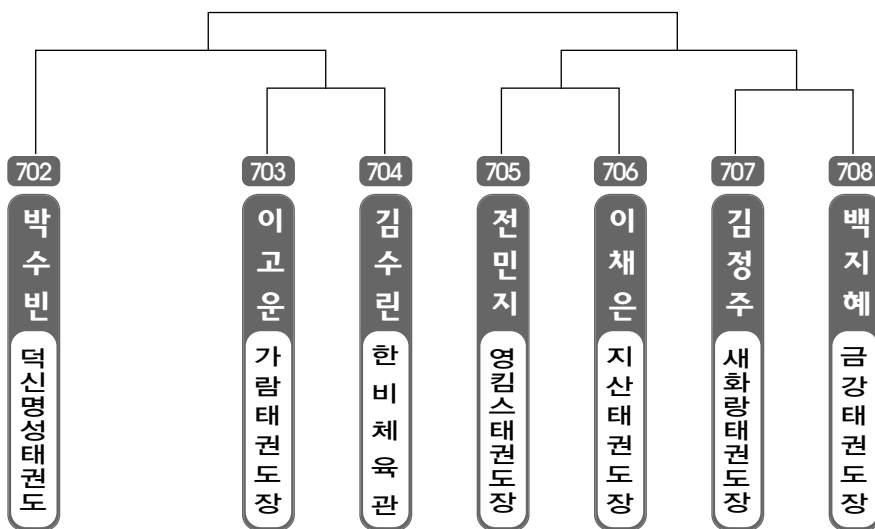 702
박수빈
덕신명성태권도
703
이고운
가람태권도장
704
김수린
한비체육관
705
전민지
영킴스태권도장
706
이채은
지산태권도장
707
김정주
새화랑태권도장
708
백지혜
금강태권도장